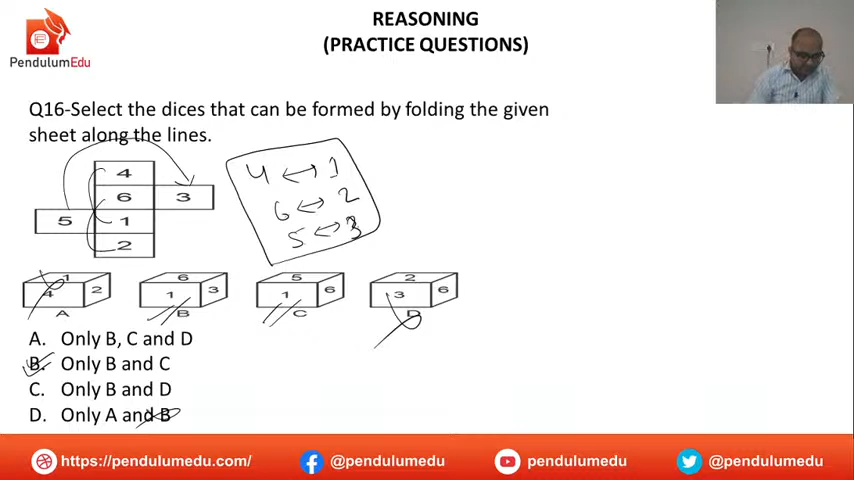 REASONING
(PRACTICE QUESTIONS)
PendulumEdu
Q16-Select the dices that can be formed by folding the given
sheet along the lines.
4
6 3
5 1
2
4 ↔ 1
6 ↔ 2
5 ↔ 3
1 4 2
6 1 3
5 1 6
2 3 6
A B C D
A. Only B, C and D
B. Only B and C
C. Only B and D
D. Only A and B
https://pendulumedu.com/ @pendulumedu pendulumedu @pendulumedu